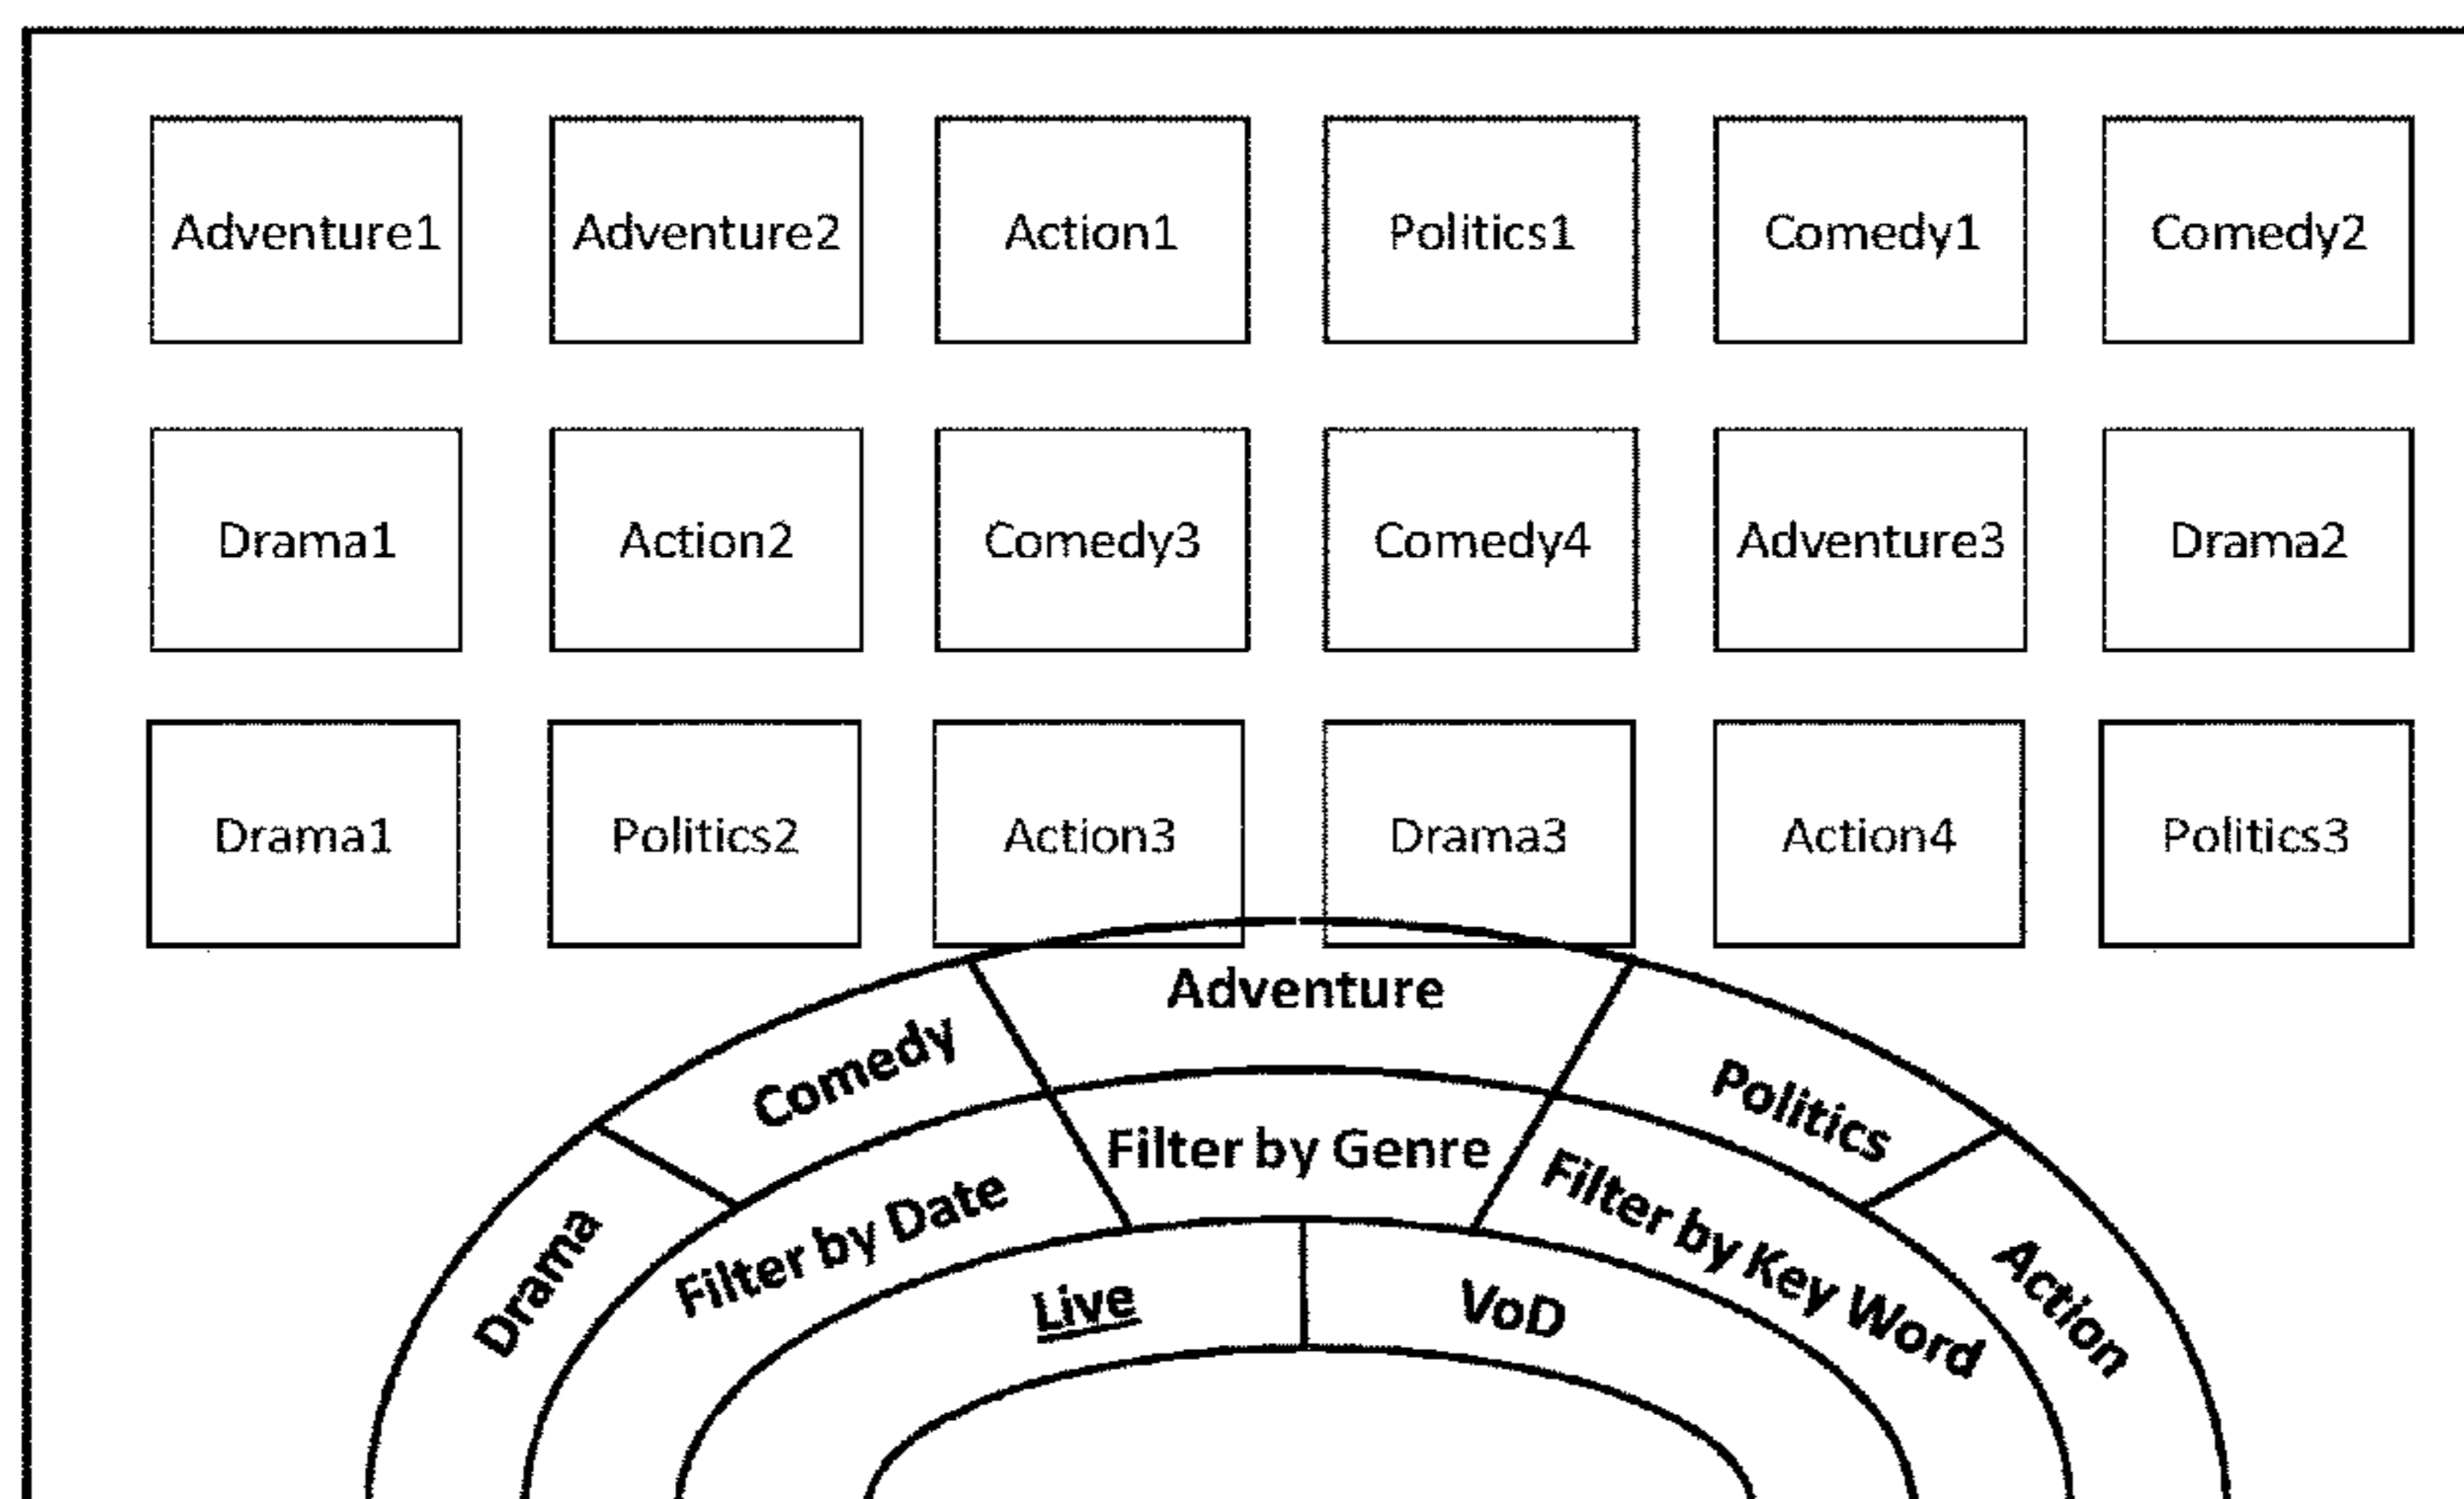 Adventure1 Adventure2 Action1 Politics1 Comedy1 Comedy2
Drama1 Action2 Comedy3 Comedy4 Adventure3 Drama2
Drama1 Politics2 Action3 Drama3 Action4 Politics3
Drama Comedy Adventure Politics Action
Filter by Date Filter by Genre Filter by Key Word
Live VoD